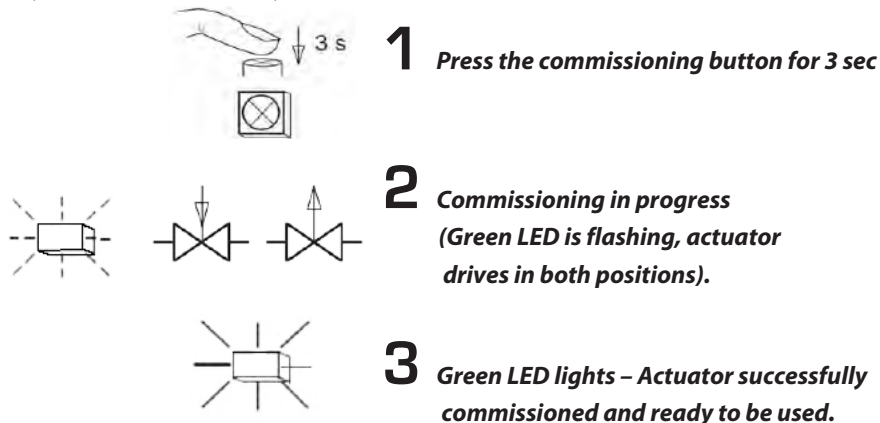 3 s
1 Press the commissioning button for 3 sec
2 Commissioning in progress
(Green LED is flashing, actuator
drives in both positions).
3 Green LED lights – Actuator successfully
commissioned and ready to be used.